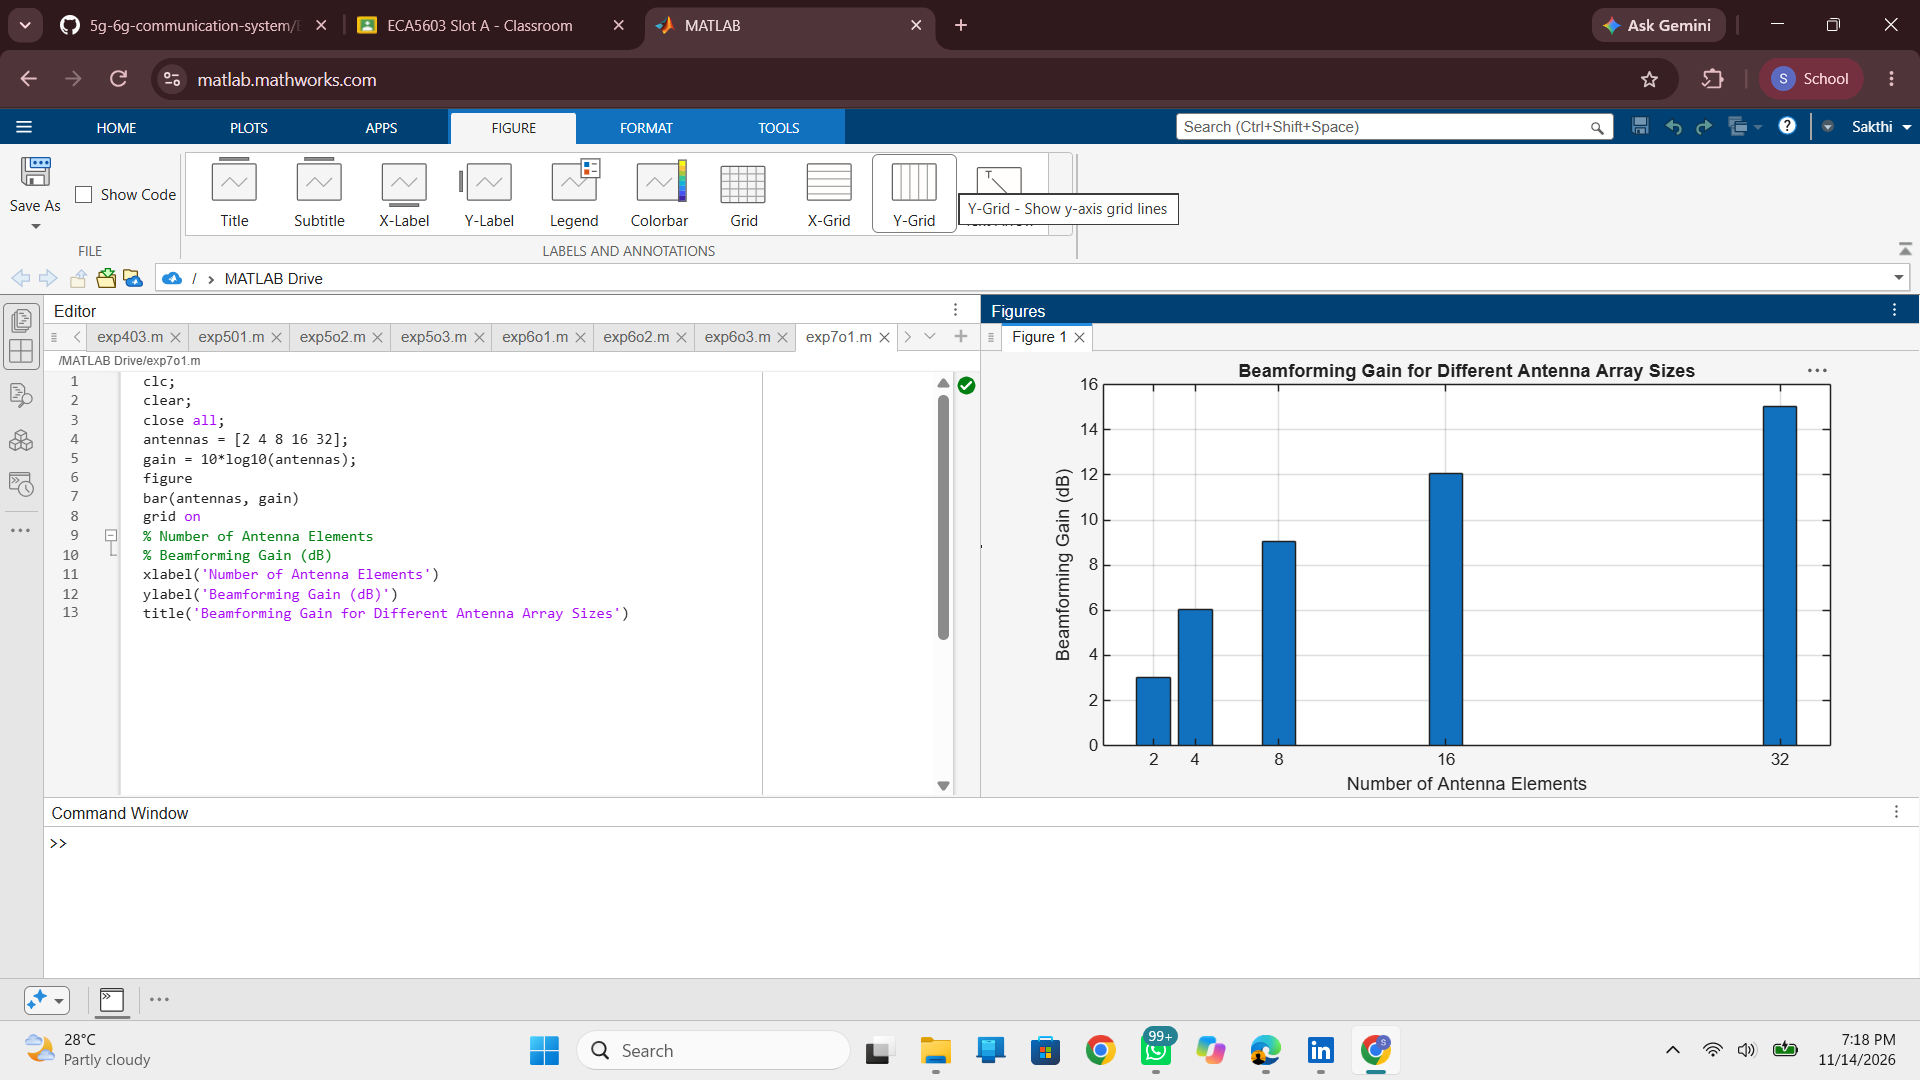 5g-6g-communication-system/E
ECA5603 Slot A - Classroom
MATLAB
Ask Gemini
matlab.mathworks.com
S School
HOME PLOTS APPS FIGURE FORMAT TOOLS
Search (Ctrl+Shift+Space)
Sakthi
Save As
Show Code
Title Subtitle X-Label Y-Label Legend Colorbar Grid X-Grid Y-Grid
Y-Grid - Show y-axis grid lines
FILE
LABELS AND ANNOTATIONS
/ › MATLAB Drive
Editor
exp403.m exp501.m exp5o2.m exp5o3.m exp6o1.m exp6o2.m exp6o3.m exp7o1.m
/MATLAB Drive/exp7o1.m
1 clc;
2 clear;
3 close all;
4 antennas = [2 4 8 16 32];
5 gain = 10*log10(antennas);
6 figure
7 bar(antennas, gain)
8 grid on
9 % Number of Antenna Elements
10 % Beamforming Gain (dB)
11 xlabel('Number of Antenna Elements')
12 ylabel('Beamforming Gain (dB)')
13 title('Beamforming Gain for Different Antenna Array Sizes')
Figures
Figure 1
Beamforming Gain for Different Antenna Array Sizes
Beamforming Gain (dB)
16
14
12
10
8
6
4
2
0
2 4 8 16 32
Number of Antenna Elements
Command Window
>>
28°C
Partly cloudy
Search
99+
7:18 PM
11/14/2026